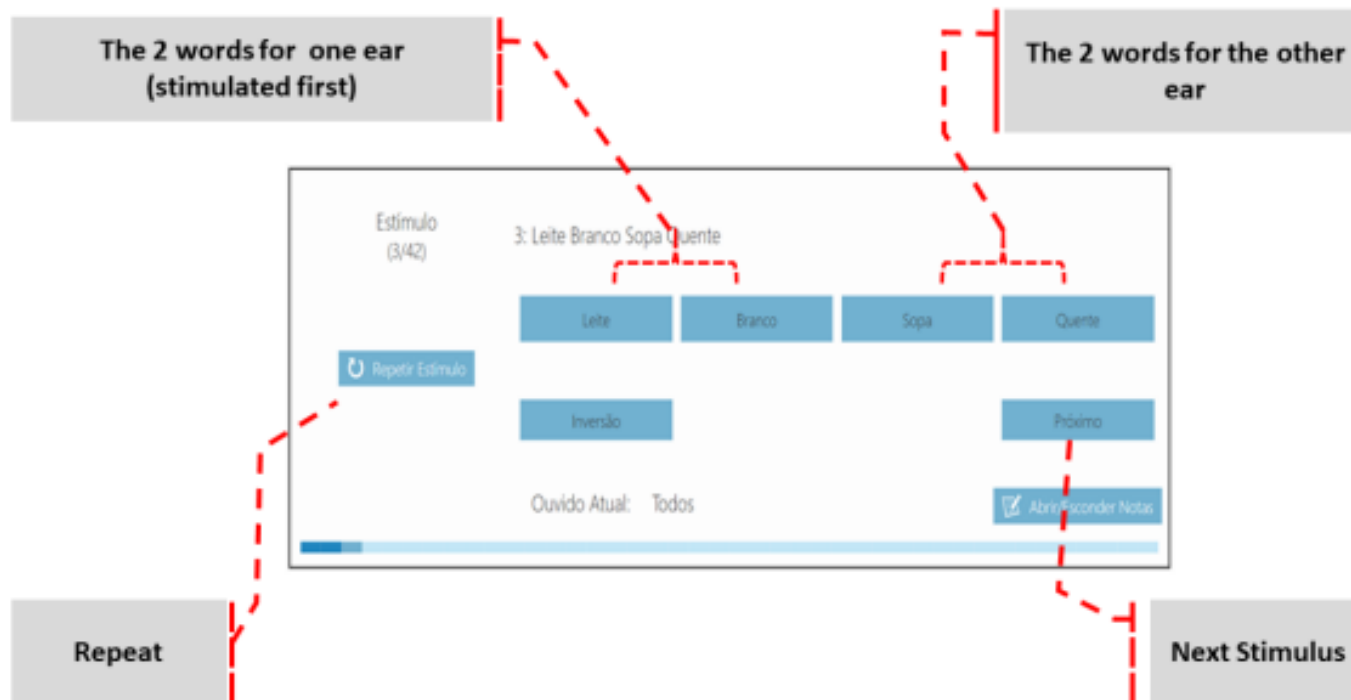 The 2 words for one ear
(stimulated first)
The 2 words for the other
ear
Estímulo
(3/42)
3: Leite Branco Sopa Quente
Leite
Branco
Sopa
Quente
Repetir Estímulo
Inversão
Próximo
Ouvido Atual: Todos
Abrir/Esconder Notas
Repeat
Next Stimulus